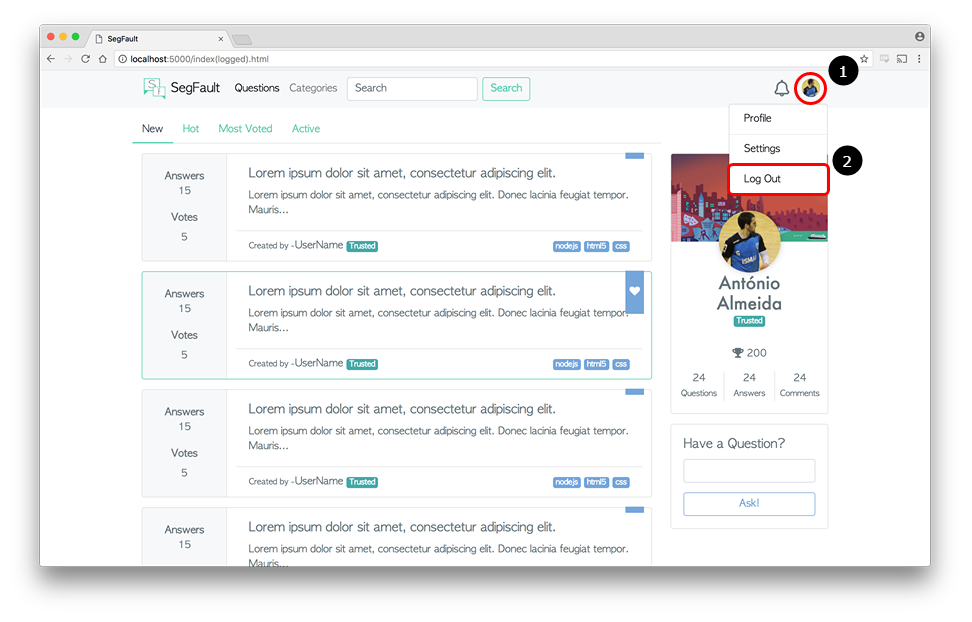 SegFault
localhost:5000/index(logged).html
1
SegFault
Questions
Categories
Search
Search
Profile
Settings
Log Out
2
New
Hot
Most Voted
Active
Answers
15
Votes
5
Lorem ipsum dolor sit amet, consectetur adipiscing elit.
Lorem ipsum dolor sit amet, consectetur adipiscing elit. Donec lacinia feugiat tempor.
Mauris...
Created by -UserName Trusted
nodejs html5 css
Answers
15
Votes
5
Lorem ipsum dolor sit amet, consectetur adipiscing elit.
Lorem ipsum dolor sit amet, consectetur adipiscing elit. Donec lacinia feugiat tempor.
Mauris...
Created by -UserName Trusted
nodejs html5 css
Answers
15
Votes
5
Lorem ipsum dolor sit amet, consectetur adipiscing elit.
Lorem ipsum dolor sit amet, consectetur adipiscing elit. Donec lacinia feugiat tempor.
Mauris...
Created by -UserName Trusted
nodejs html5 css
Answers
15
Lorem ipsum dolor sit amet, consectetur adipiscing elit.
Lorem ipsum dolor sit amet, consectetur adipiscing elit. Donec lacinia feugiat tempor.
Mauris...
ISMAI
António
Almeida
Trusted
200
24
Questions
24
Answers
24
Comments
Have a Question?
Ask!